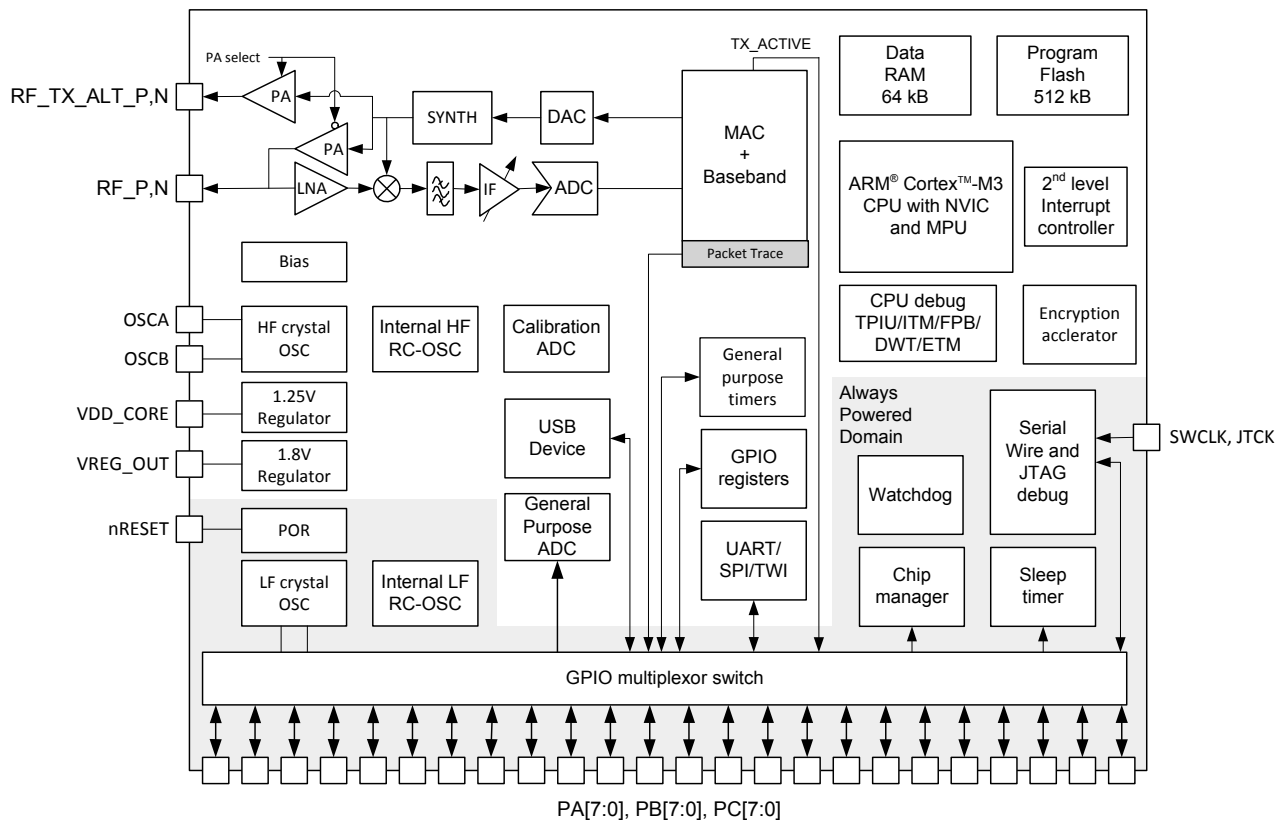 TX_ACTIVE
PA select
RF_TX_ALT_P,N
PA
SYNTH
DAC
MAC
+
Baseband
Data
RAM
64 kB
Program
Flash
512 kB
PA
RF_P,N
LNA
IF
ADC
ARM® Cortex™-M3
CPU with NVIC
and MPU
2nd level
Interrupt
controller
Packet Trace
Bias
OSCA
OSCB
HF crystal
OSC
Internal HF
RC-OSC
Calibration
ADC
CPU debug
TPIU/ITM/FPB/
DWT/ETM
Encryption
acclerator
General
purpose
timers
VDD_CORE
1.25V
Regulator
USB
Device
Always
Powered
Domain
Serial
Wire and
JTAG
debug
SWCLK, JTCK
VREG_OUT
1.8V
Regulator
GPIO
registers
Watchdog
nRESET
POR
General
Purpose
ADC
UART/
SPI/TWI
LF crystal
OSC
Internal LF
RC-OSC
Chip
manager
Sleep
timer
GPIO multiplexor switch
PA[7:0], PB[7:0], PC[7:0]